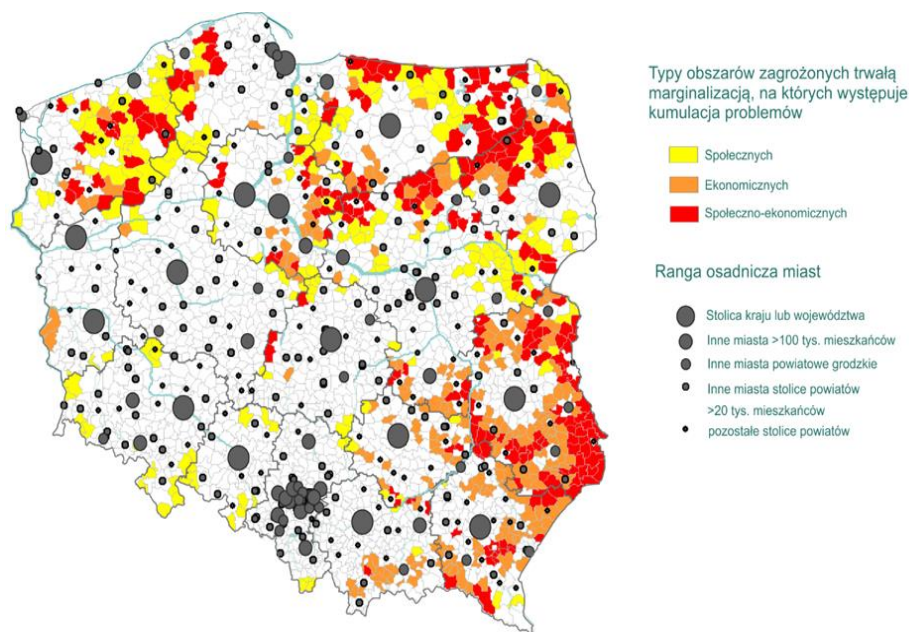 Typy obszarów zagrożonych trwałą
marginalizacją, na których występuje
kumulacja problemów
Społecznych
Ekonomicznych
Społeczno-ekonomicznych
Ranga osadnicza miast
Stolica kraju lub województwa
Inne miasta >100 tys. mieszkańców
Inne miasta powiatowe grodzkie
Inne miasta stolice powiatów
>20 tys. mieszkańców
pozostałe stolice powiatów